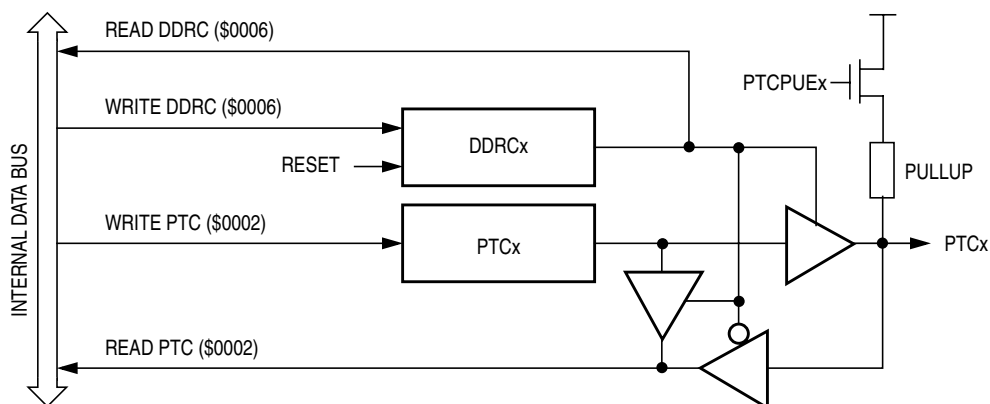 READ DDRC ($0006)
PTCPUEx
WRITE DDRC ($0006)
DDRCx
RESET
PULLUP
INTERNAL DATA BUS
WRITE PTC ($0002)
PTCx
PTCx
READ PTC ($0002)